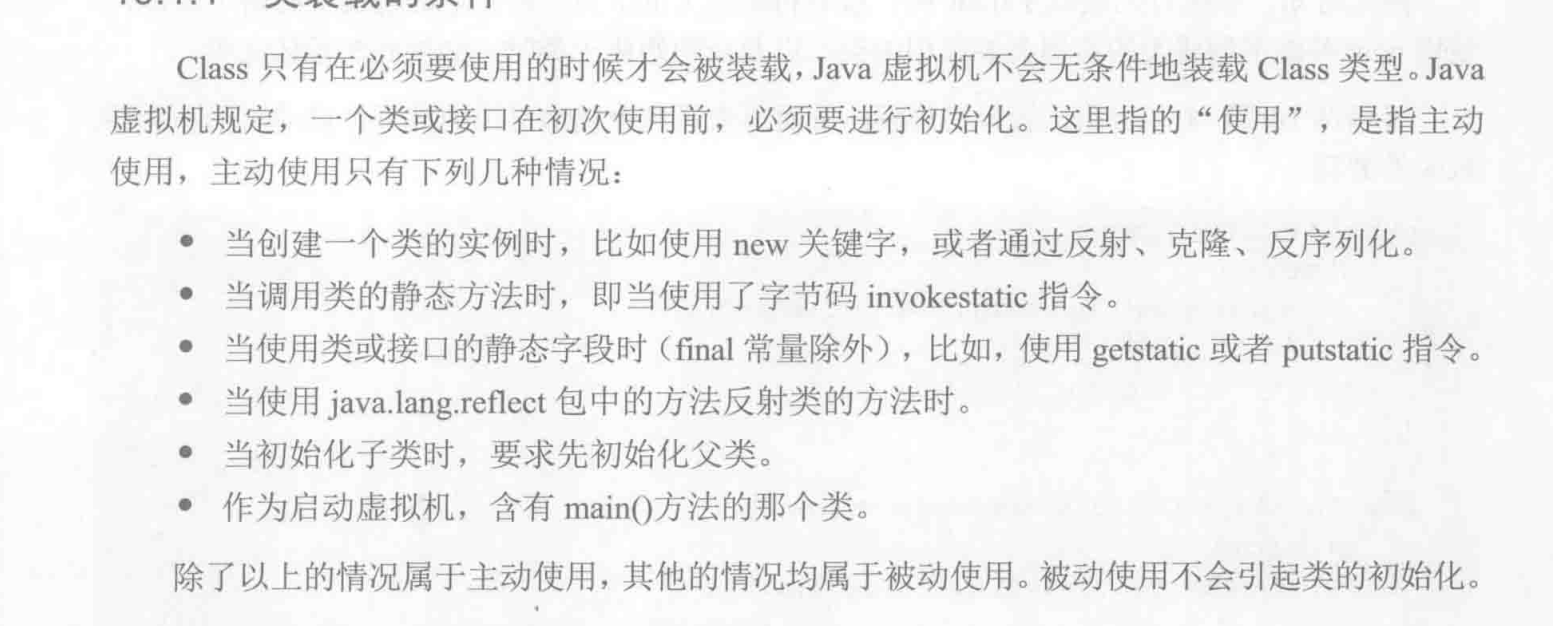 Class 只有在必须要使用的时候才会被装载，Java 虚拟机不会无条件地装载 Class 类型。Java
虚拟机规定，一个类或接口在初次使用前，必须要进行初始化。这里指的“使用”，是指主动
使用，主动使用只有下列几种情况：
● 当创建一个类的实例时，比如使用 new 关键字，或者通过反射、克隆、反序列化。
● 当调用类的静态方法时，即当使用了字节码 invokestatic 指令。
● 当使用类或接口的静态字段时（final 常量除外），比如，使用 getstatic 或者 putstatic 指令。
● 当使用 java.lang.reflect 包中的方法反射类的方法时。
● 当初始化子类时，要求先初始化父类。
● 作为启动虚拟机，含有 main()方法的那个类。
除了以上的情况属于主动使用，其他的情况均属于被动使用。被动使用不会引起类的初始化。